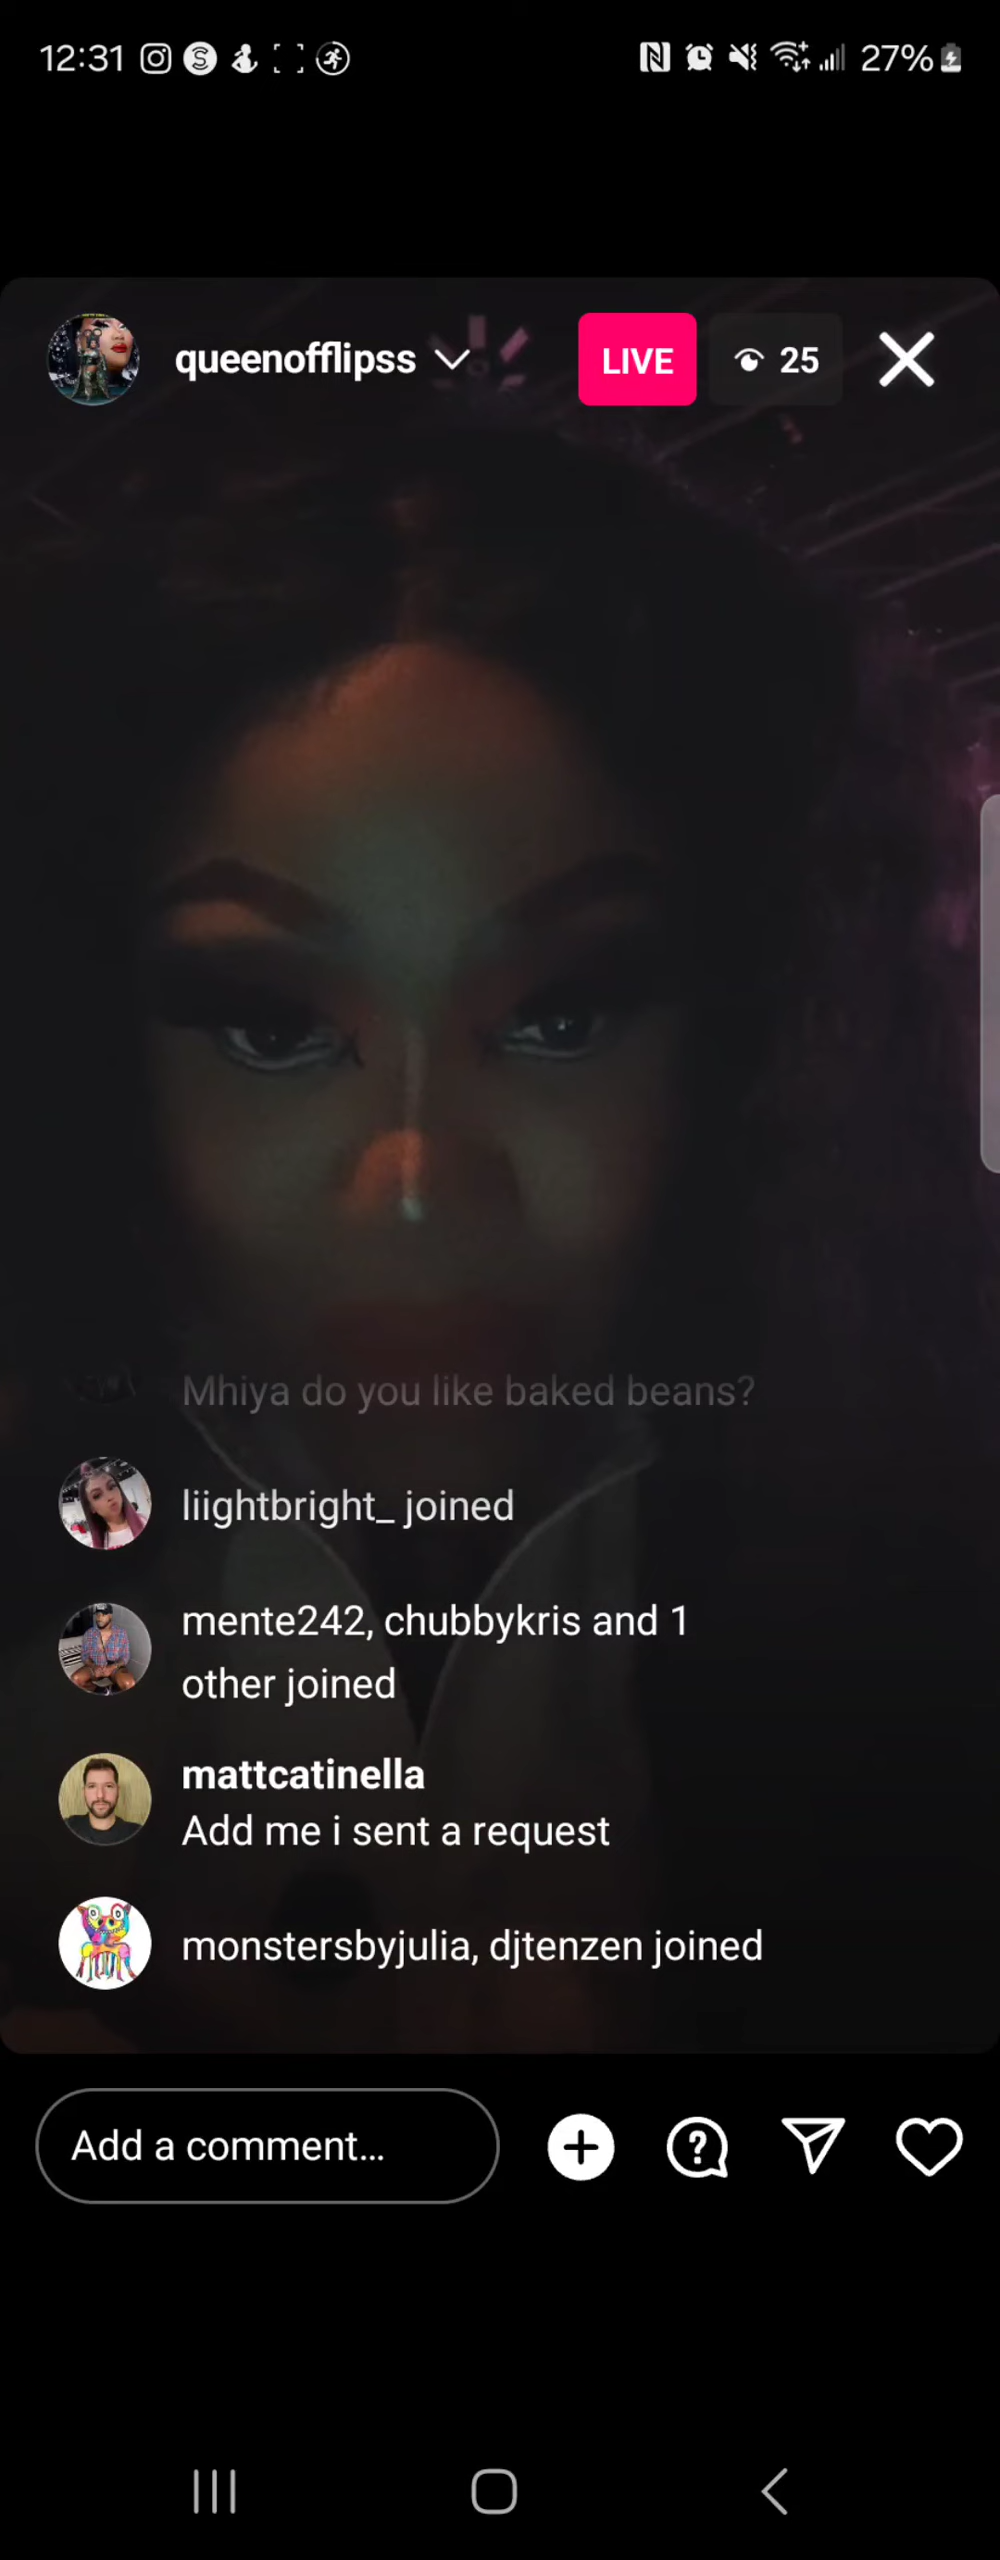 12:31
27%
queenofflipss
LIVE
25
Mhiya do you like baked beans?
liightbright_ joined
mente242, chubbykris and 1
other joined
mattcatinella
Add me i sent a request
monstersbyjulia, djtenzen joined
Add a comment...